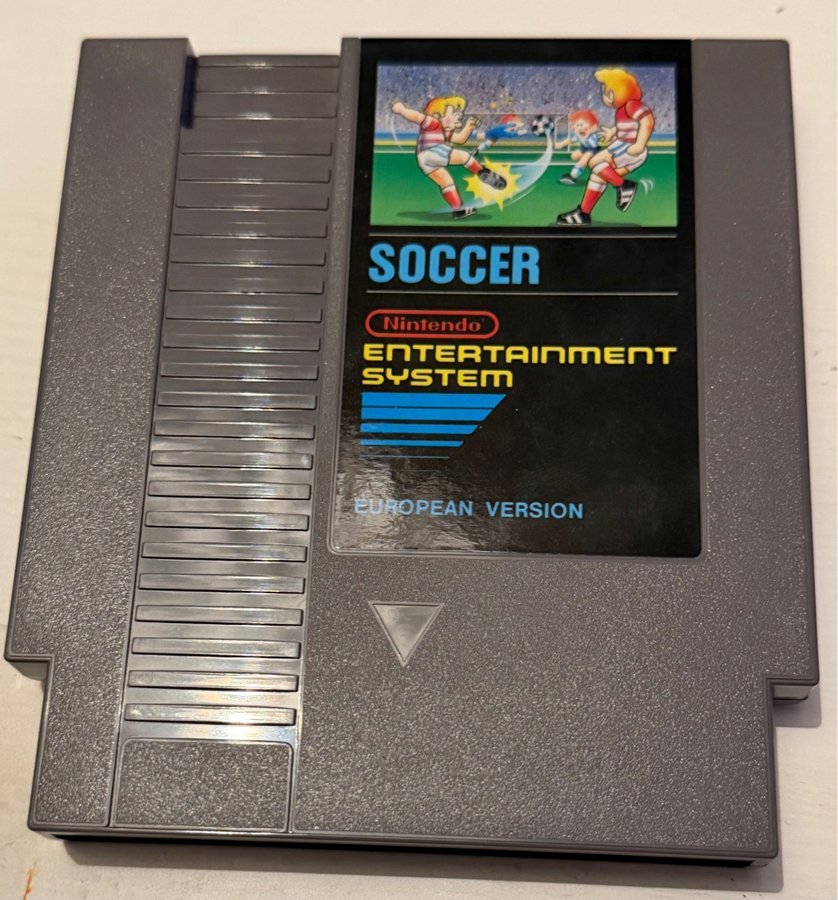 SOCCER
Nintendo
ENTERTAINMENT
SYSTEM
EUROPEAN VERSION